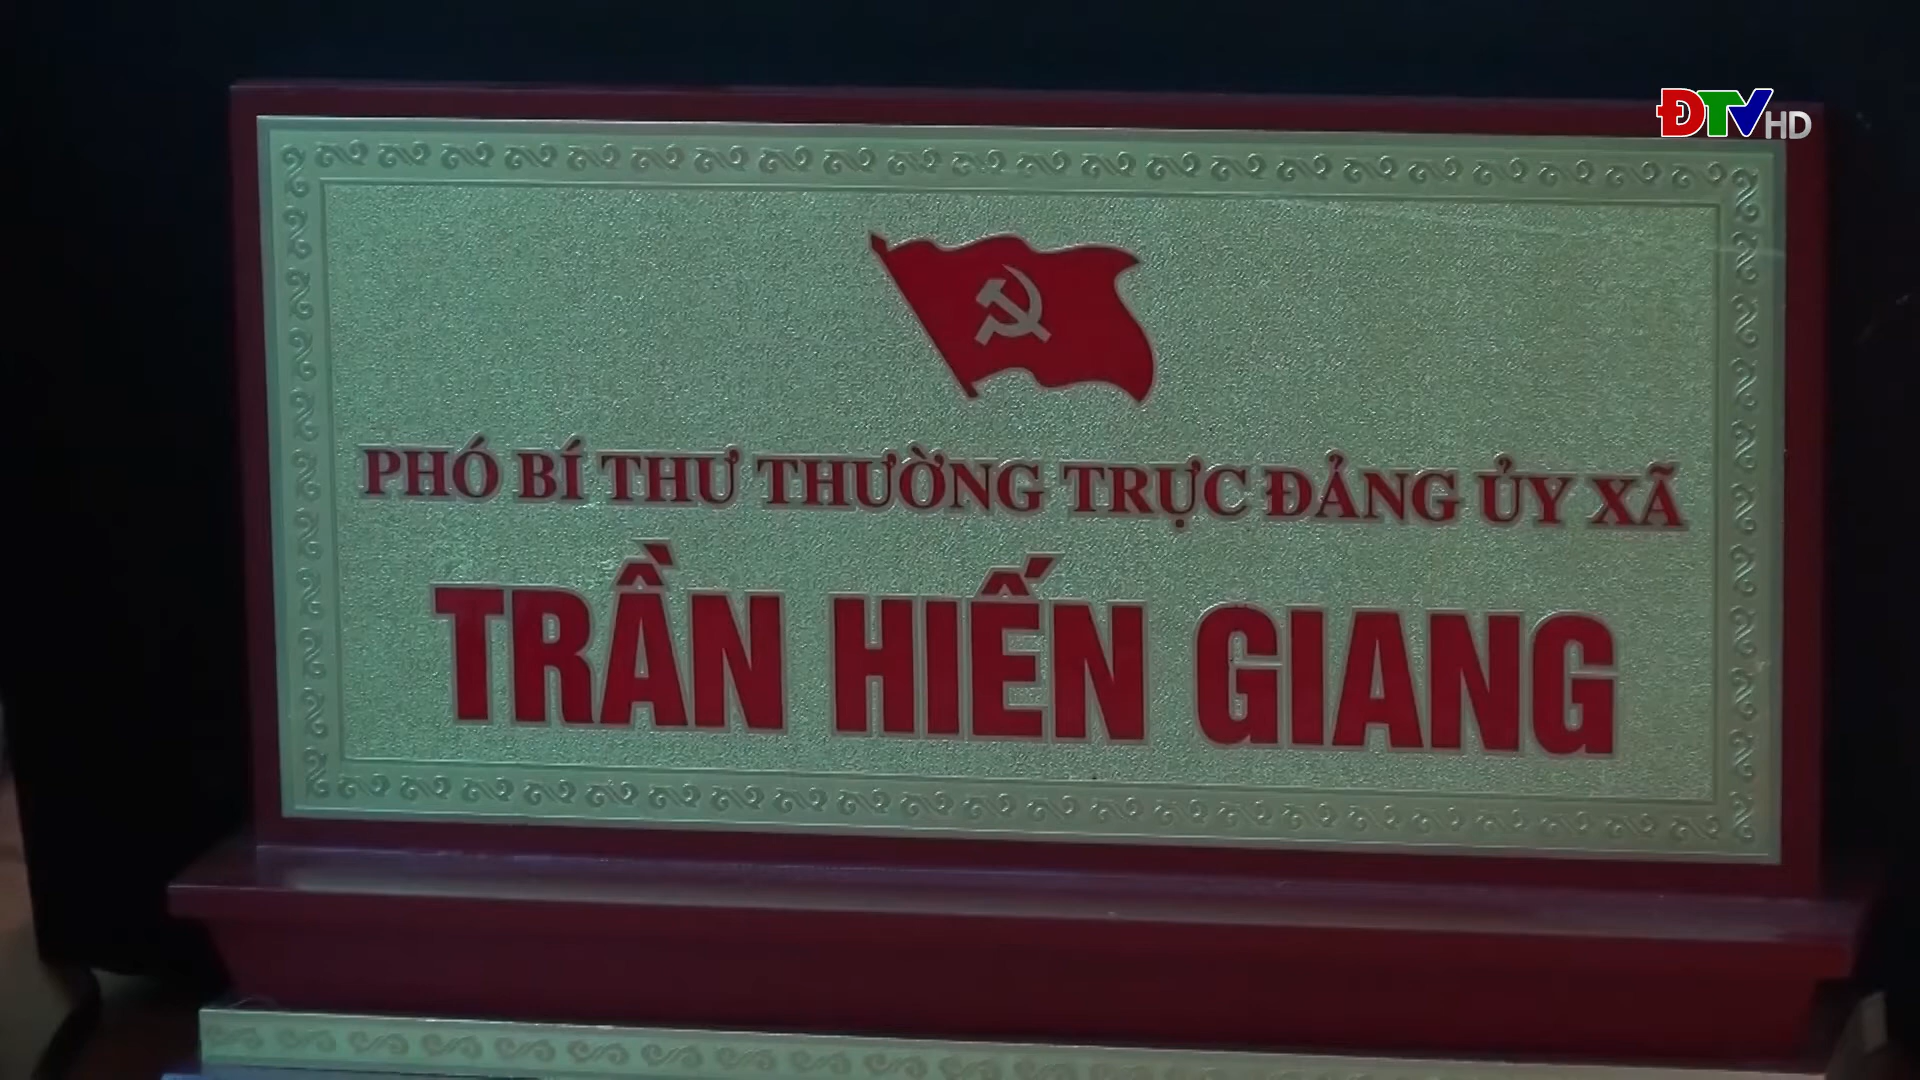 ĐTV HD
PHÓ BÍ THƯ THƯỜNG TRỰC ĐẢNG ỦY XÃ
TRẦN HIẾN GIANG